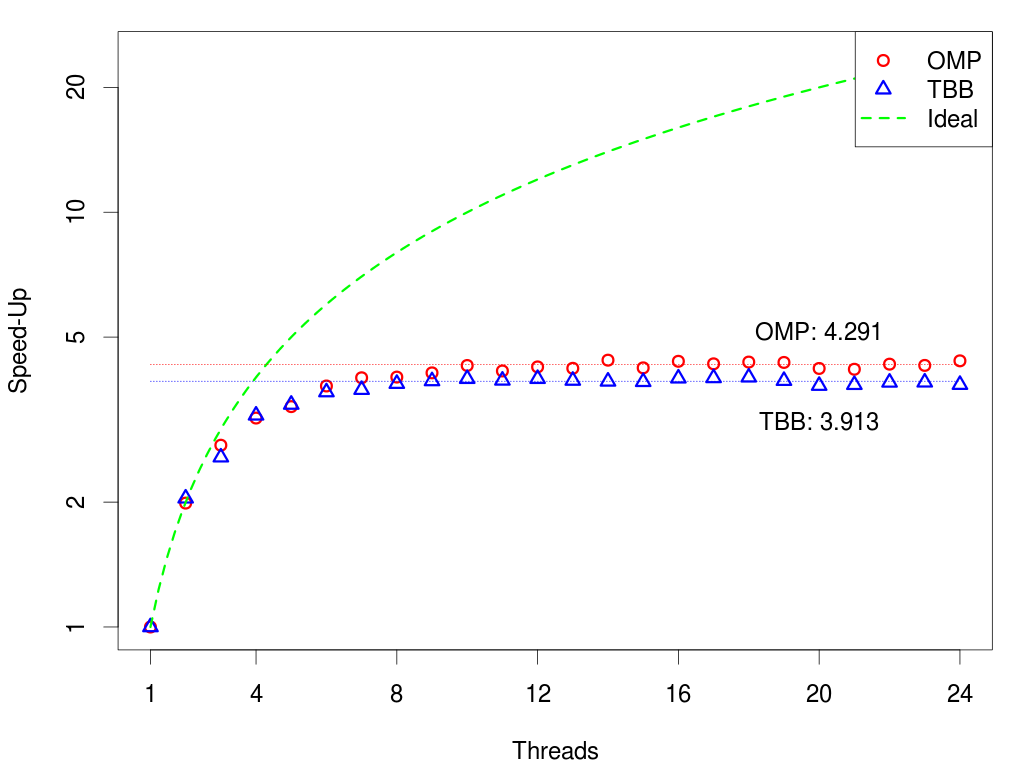 OMP
TBB
Ideal
20
10
5
2
1
Speed-Up
OMP: 4.291
TBB: 3.913
1 4 8 12 16 20 24
Threads